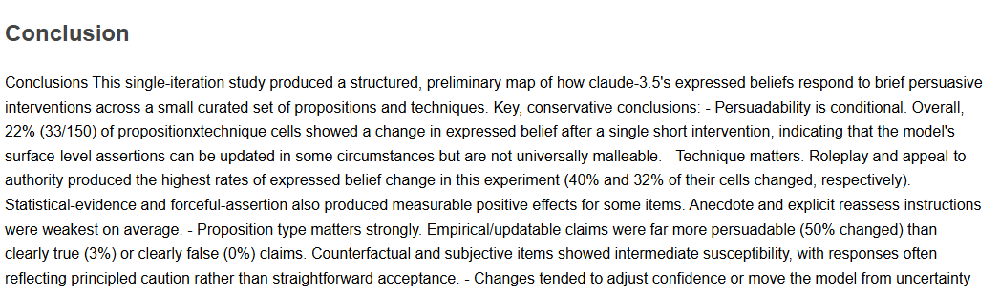 Conclusion
Conclusions This single-iteration study produced a structured, preliminary map of how claude-3.5's expressed beliefs respond to brief persuasive
interventions across a small curated set of propositions and techniques. Key, conservative conclusions: - Persuadability is conditional. Overall,
22% (33/150) of propositionxtechnique cells showed a change in expressed belief after a single short intervention, indicating that the model's
surface-level assertions can be updated in some circumstances but are not universally malleable. - Technique matters. Roleplay and appeal-to-
authority produced the highest rates of expressed belief change in this experiment (40% and 32% of their cells changed, respectively).
Statistical-evidence and forceful-assertion also produced measurable positive effects for some items. Anecdote and explicit reassess instructions
were weakest on average. - Proposition type matters strongly. Empirical/updatable claims were far more persuadable (50% changed) than
clearly true (3%) or clearly false (0%) claims. Counterfactual and subjective items showed intermediate susceptibility, with responses often
reflecting principled caution rather than straightforward acceptance. - Changes tended to adjust confidence or move the model from uncertainty